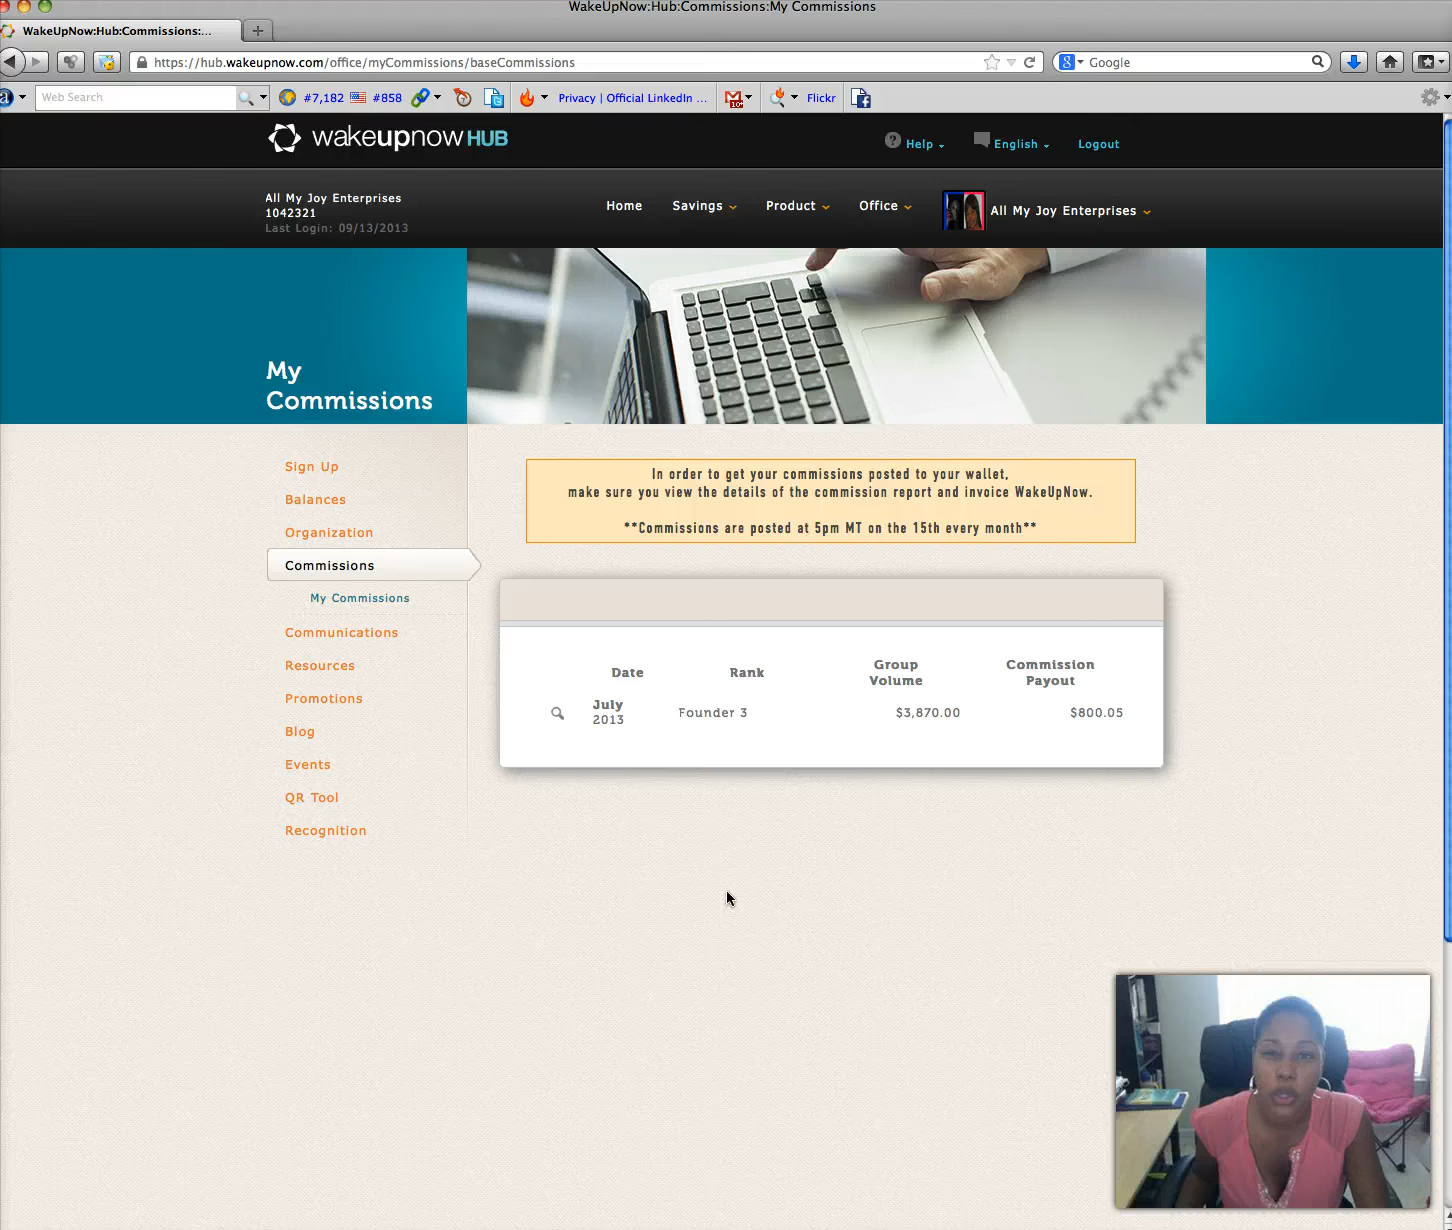 WakeUpNow:Hub:Commissions:My Commissions
WakeUpNow:Hub:Commissions:...
https://hub.wakeupnow.com/office/myCommissions/baseCommissions
Google
Web Search
#7,182
#858
Privacy | Official LinkedIn ...
Flickr
wakeupnow HUB
Help
English
Logout
All My Joy Enterprises
1042321
Last Login: 09/13/2013
Home
Savings
Product
Office
All My Joy Enterprises
My
Commissions
Sign Up
Balances
Organization
Commissions
My Commissions
Communications
Resources
Promotions
Blog
Events
QR Tool
Recognition
In order to get your commissions posted to your wallet,
make sure you view the details of the commission report and invoice WakeUpNow.
**Commissions are posted at 5pm MT on the 15th every month**
Date Rank Group Volume Commission Payout
July 2013 Founder 3 $3,870.00 $800.05